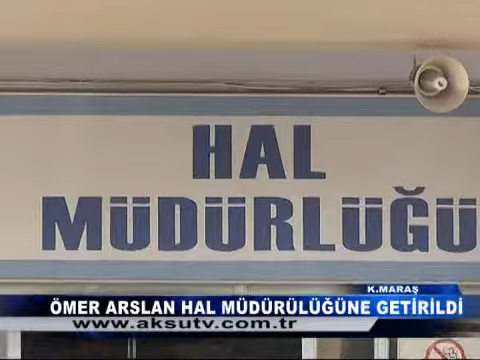 HAL
MÜDÜRLÜĞÜ
K.MARAŞ
ÖMER ARSLAN HAL MÜDÜRÜLÜĞÜNE GETİRİLDİ
www.aksutv.com.tr